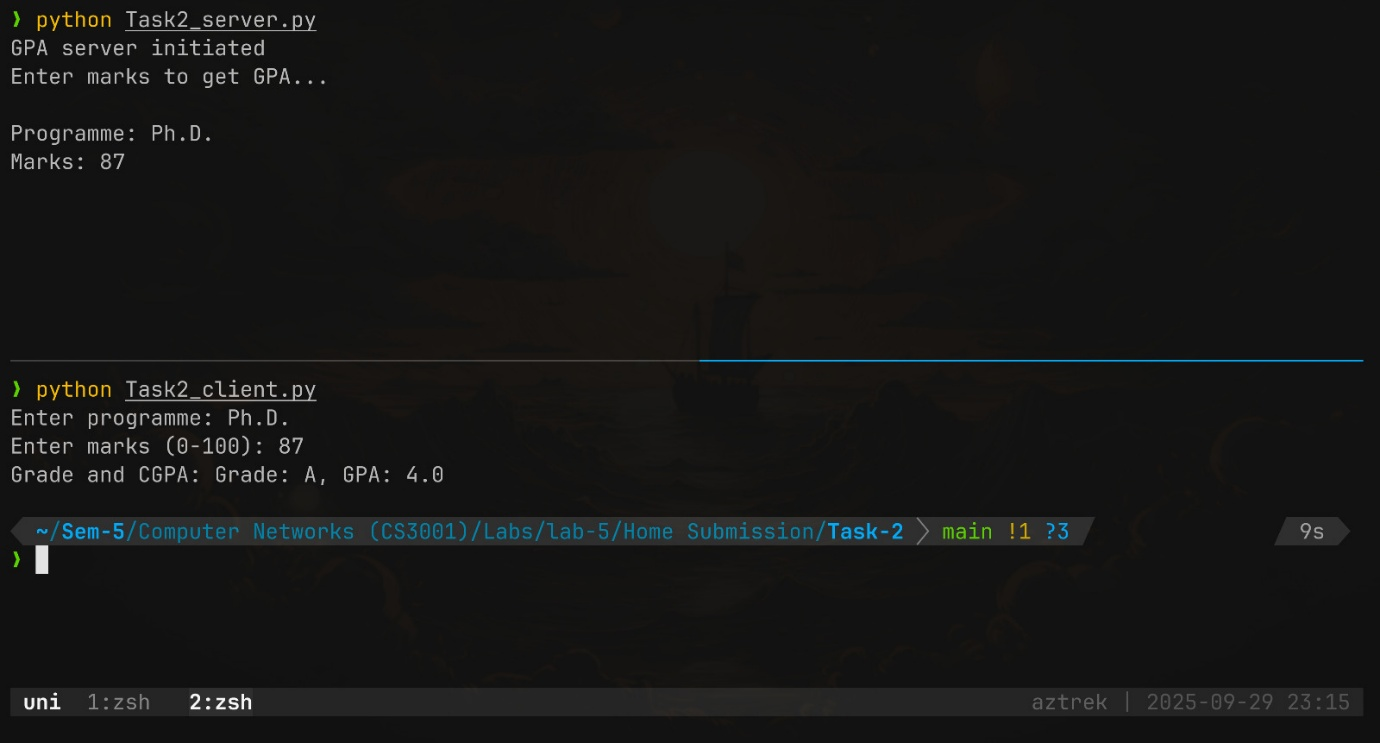 ❯ python Task2_server.py
GPA server initiated
Enter marks to get GPA...
Programme: Ph.D.
Marks: 87
❯ python Task2_client.py
Enter programme: Ph.D.
Enter marks (0-100): 87
Grade and CGPA: Grade: A, GPA: 4.0
~/Sem-5/Computer Networks (CS3001)/Labs/lab-5/Home Submission/Task-2 main !1 ?3 9s
❯
uni 1:zsh 2:zsh aztrek | 2025-09-29 23:15